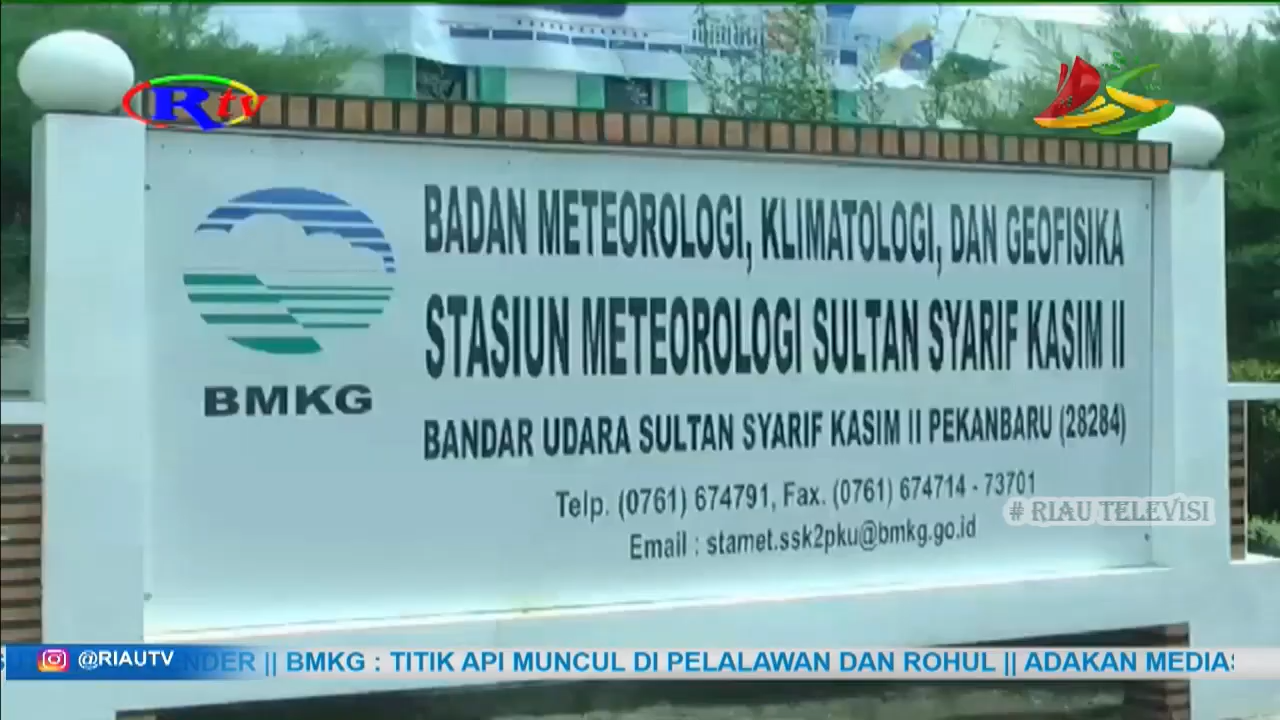 Rtv
BADAN METEOROLOGI, KLIMATOLOGI, DAN GEOFISIKA
STASIUN METEOROLOGI SULTAN SYARIF KASIM II
BMKG
BANDAR UDARA SULTAN SYARIF KASIM II PEKANBARU (28284)
Telp. (0761) 674791, Fax. (0761) 674714 - 73701
# RIAU TELEVISI
Email : stamet.ssk2pku@bmkg.go.id
@RIAUTV
|| BMKG : TITIK API MUNCUL DI PELALAWAN DAN ROHUL || ADAKAN